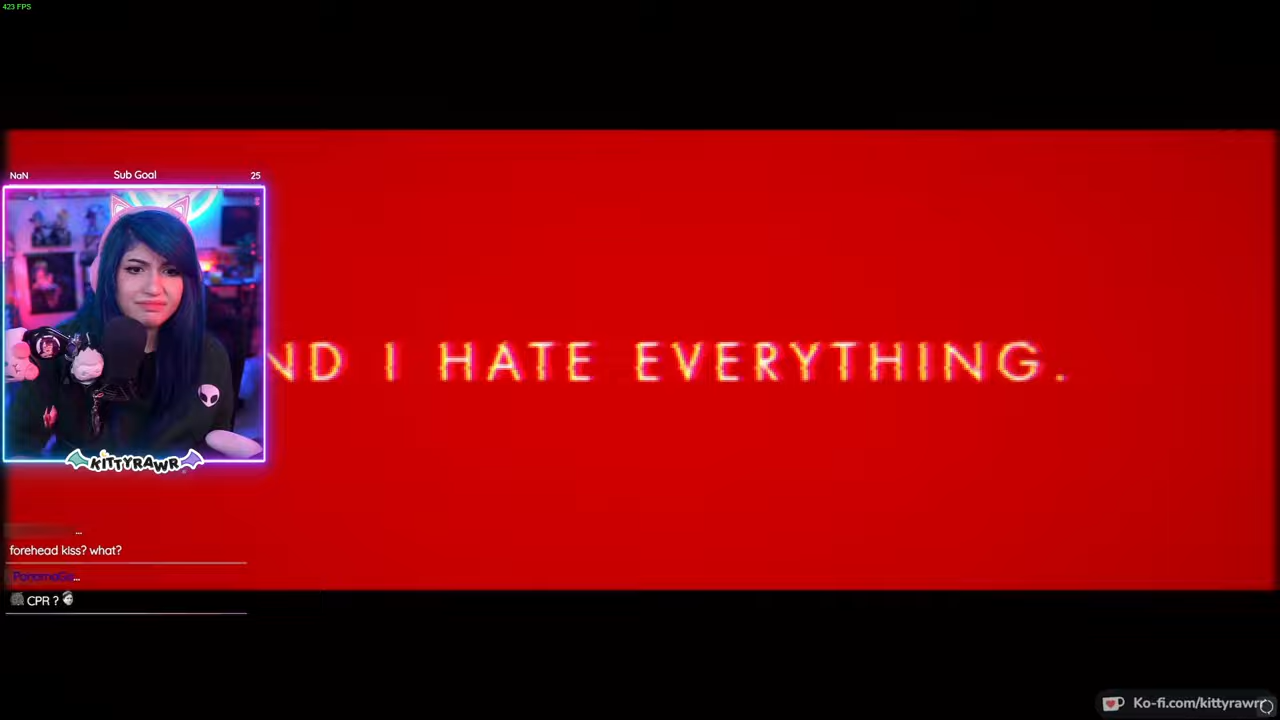 423 FPS
NaN Sub Goal 25
ND I HATE EVERYTHING.
KITTYRAWR
...
forehead kiss? what?
...
CPR ?
Ko-fi.com/kittyrawr